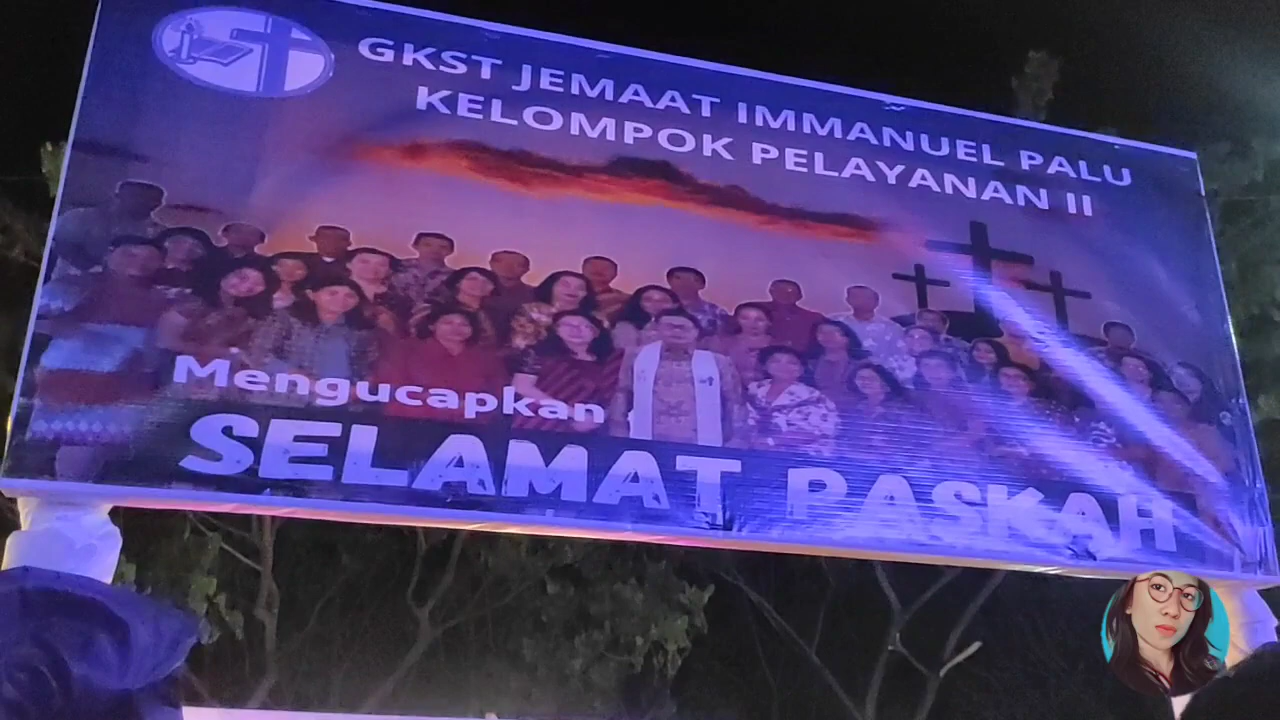 GKST JEMAAT IMMANUEL PALU
KELOMPOK PELAYANAN II
Mengucapkan
SELAMAT PASKAH